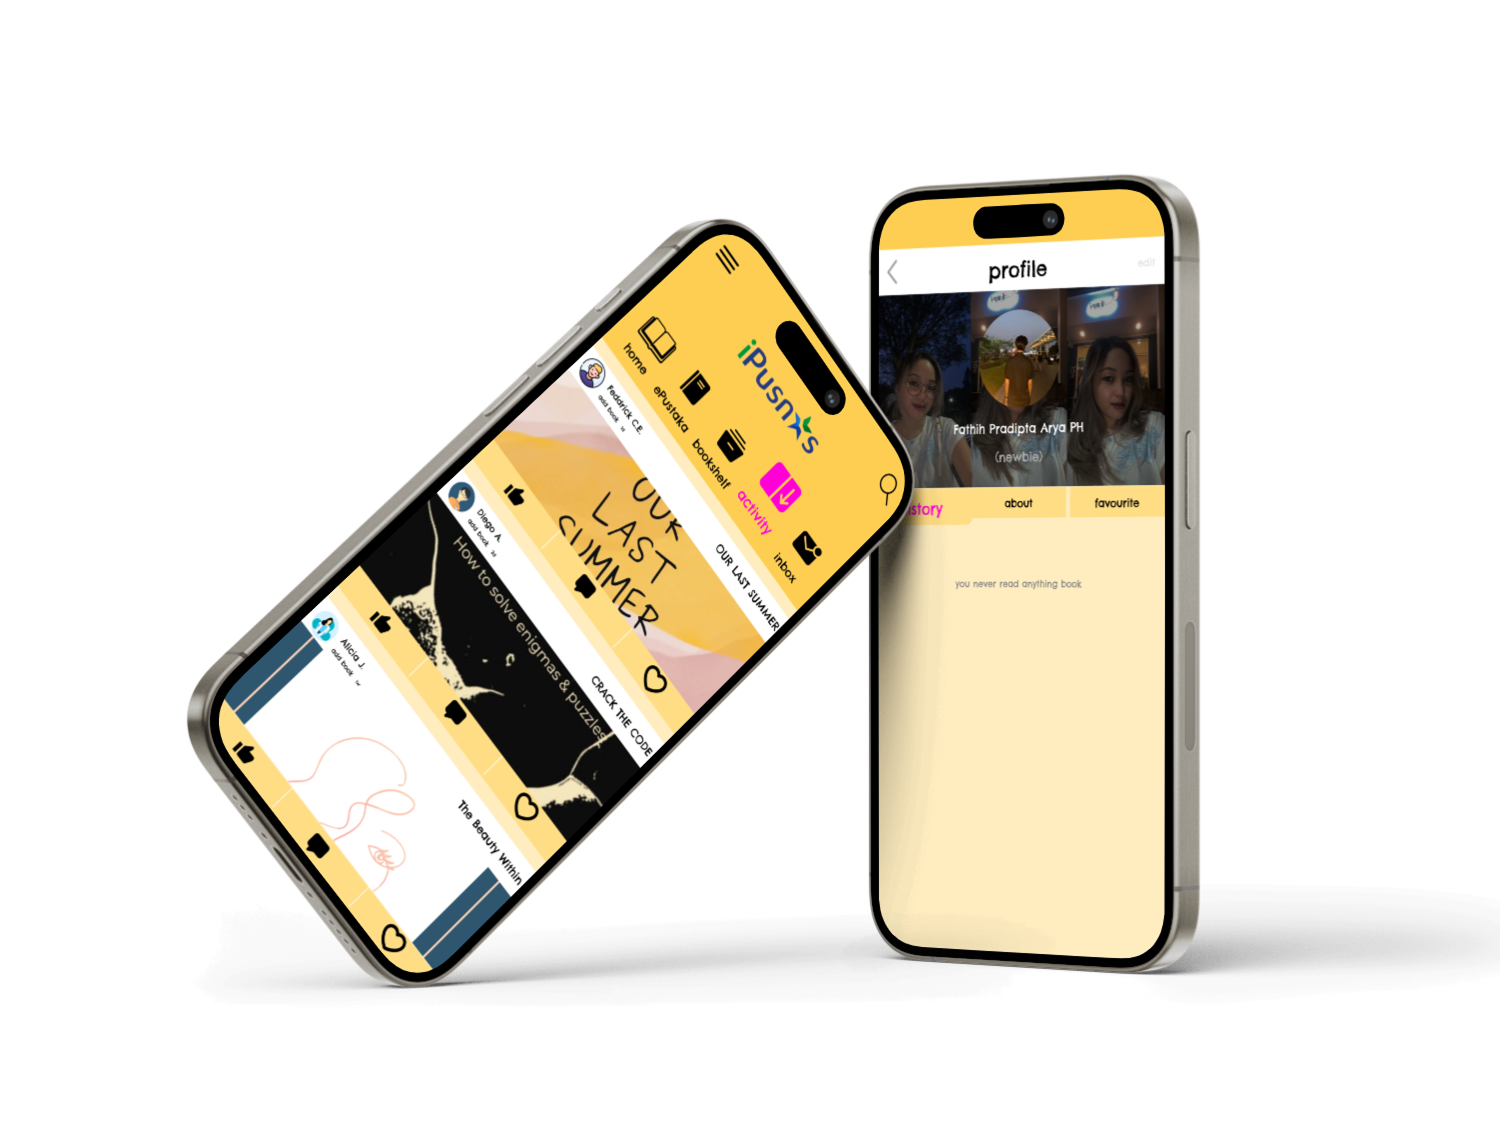 iPusnas
home
ePustaka
bookshelf
activity
inbox
Feddrick C.E.
add book
OUR LAST SUMMER
OUR
LAST
SUMMER
Diego A.
add book
CRACK THE CODE
How to solve enigmas & puzzles
Alicia J.
add book
The Beauty Within
profile
edit
Fathih Pradipta Arya PH
(newbie)
story
about
favourite
you never read anything book